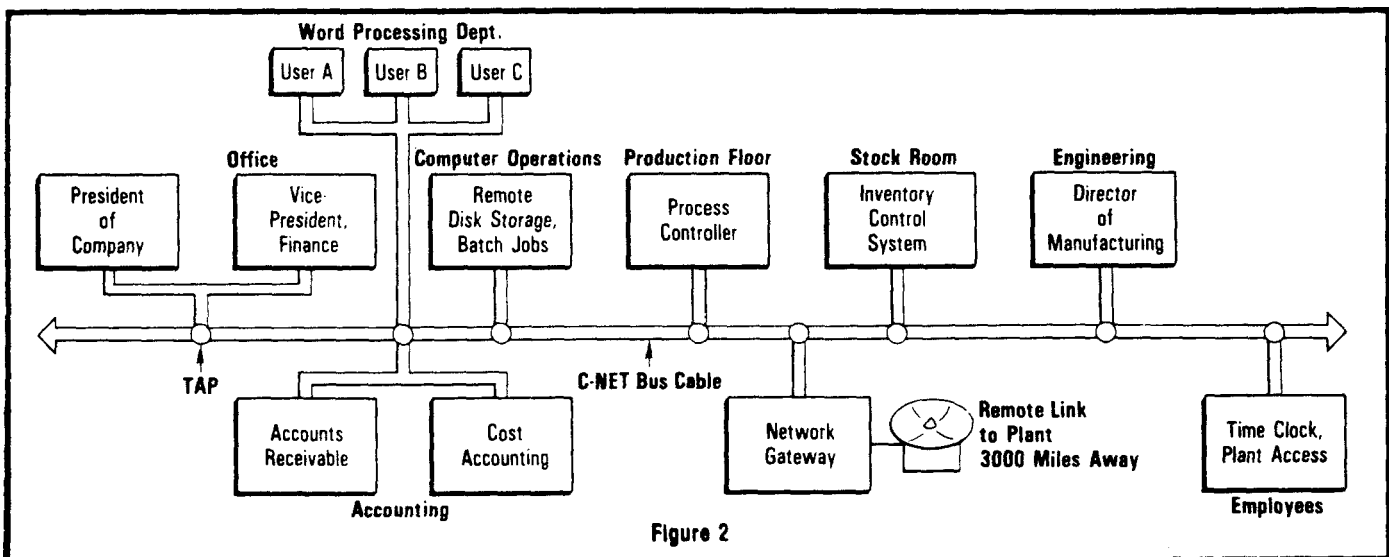 Word Processing Dept.
User A
User B
User C
Office
Computer Operations
Production Floor
Stock Room
Engineering
President
of
Company
Vice-
President,
Finance
Remote
Disk Storage,
Batch Jobs
Process
Controller
Inventory
Control
System
Director
of
Manufacturing
TAP
C-NET Bus Cable
Accounts
Receivable
Cost
Accounting
Accounting
Network
Gateway
Remote Link
to Plant
3000 Miles Away
Time Clock,
Plant Access
Employees
Figure 2